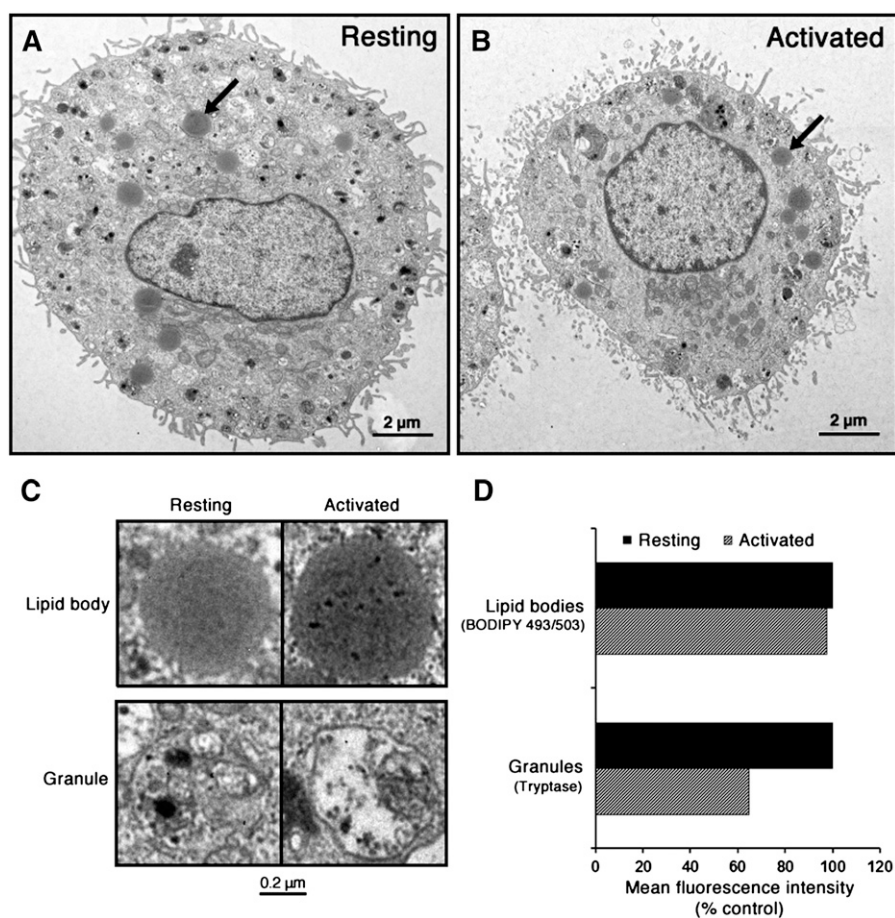 A
Resting
2 µm
B
Activated
2 µm
C
Resting
Activated
Lipid body
Granule
0.2 µm
D
Resting
Activated
Lipid bodies
(BODIPY 493/503)
Granules
(Tryptase)
0 20 40 60 80 100 120
Mean fluorescence intensity
(% control)